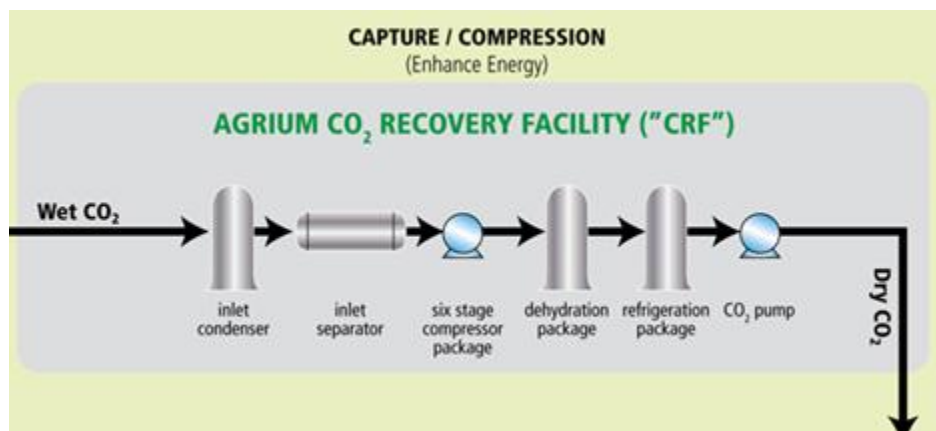 CAPTURE / COMPRESSION
(Enhance Energy)
AGRIUM CO₂ RECOVERY FACILITY ("CRF")
Wet CO₂
inlet
condenser
inlet
separator
six stage
compressor
package
dehydration
package
refrigeration
package
CO₂ pump
Dry CO₂